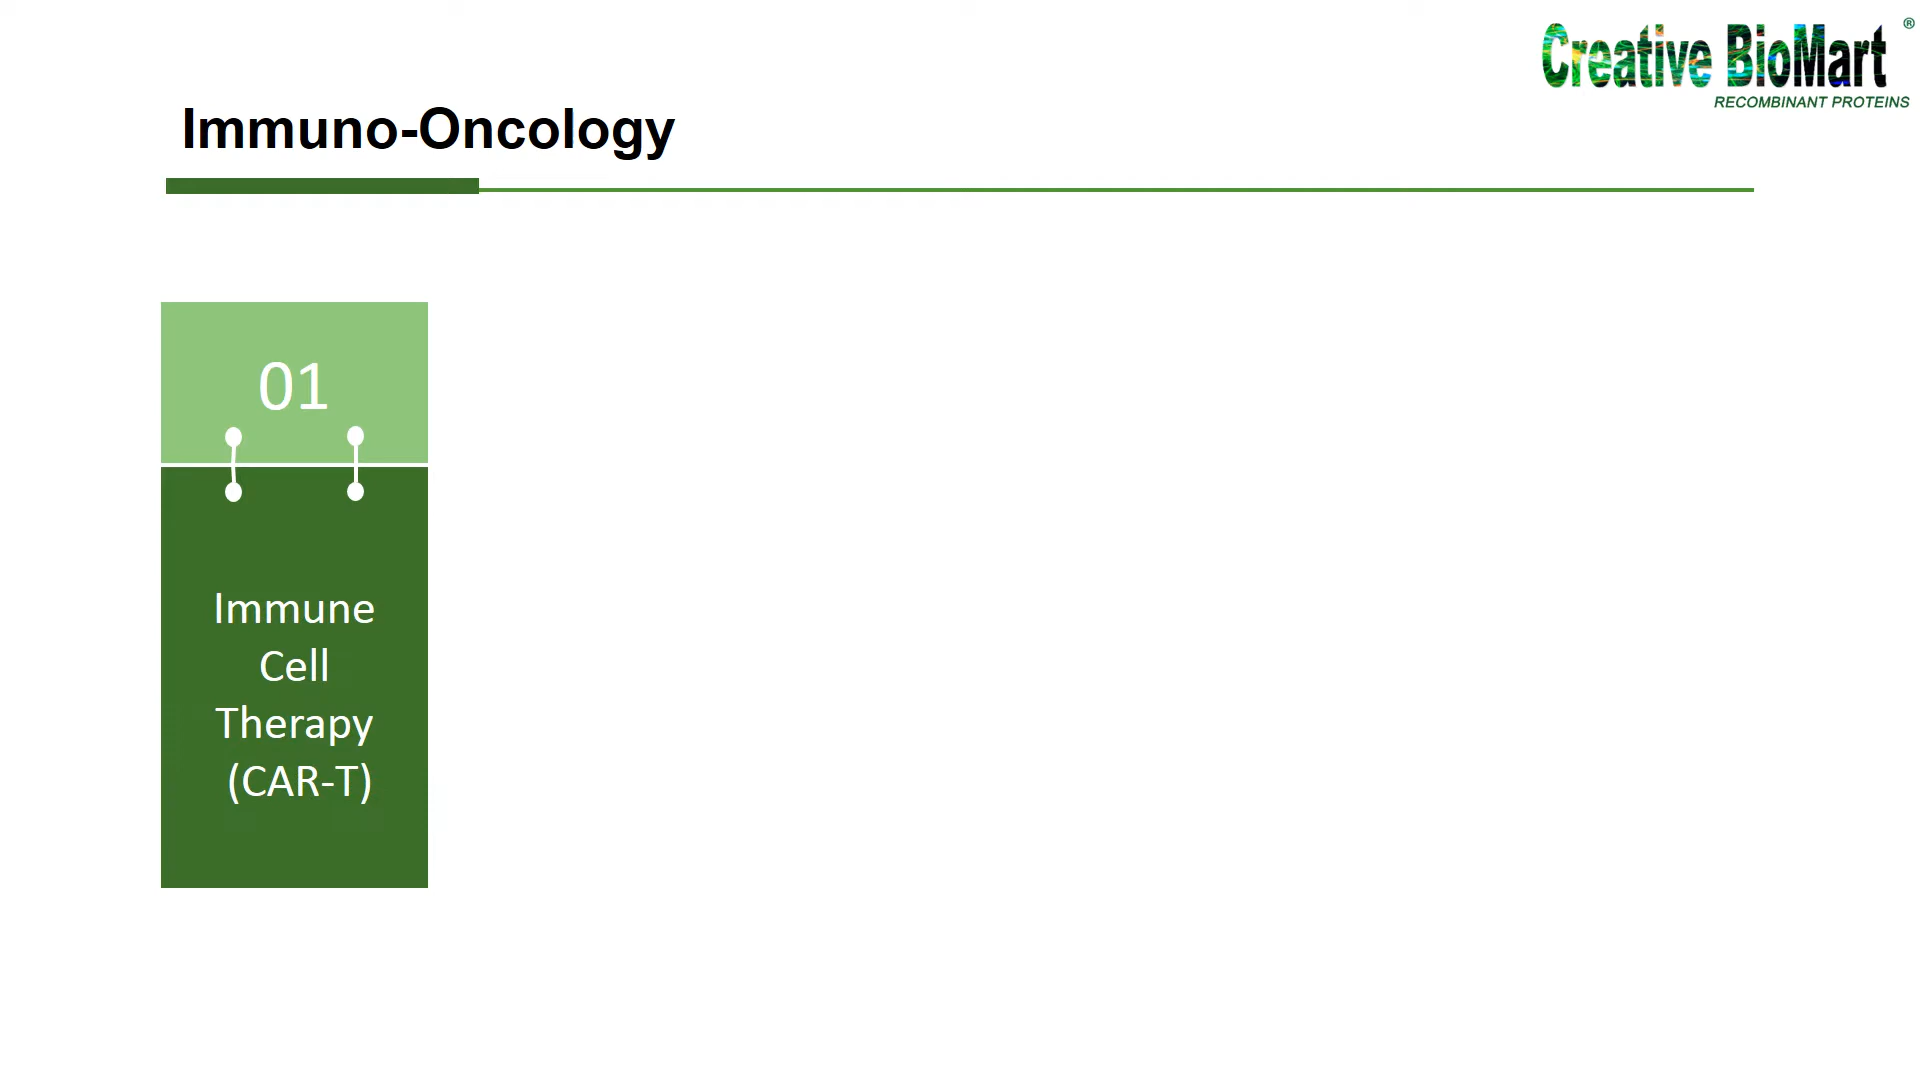 Creative BioMart ®
RECOMBINANT PROTEINS
Immuno-Oncology
01
Immune
Cell
Therapy
(CAR-T)